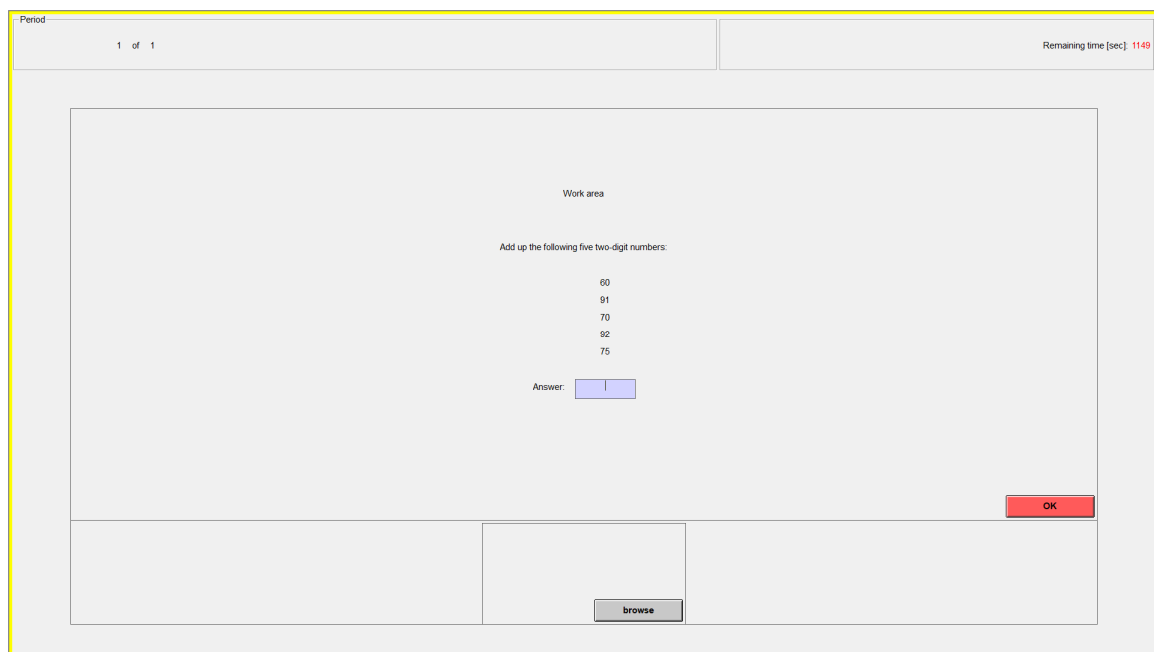 Period
1 of 1
Remaining time [sec]: 1149
Work area
Add up the following five two-digit numbers:
60
91
70
92
75
Answer:
OK
browse